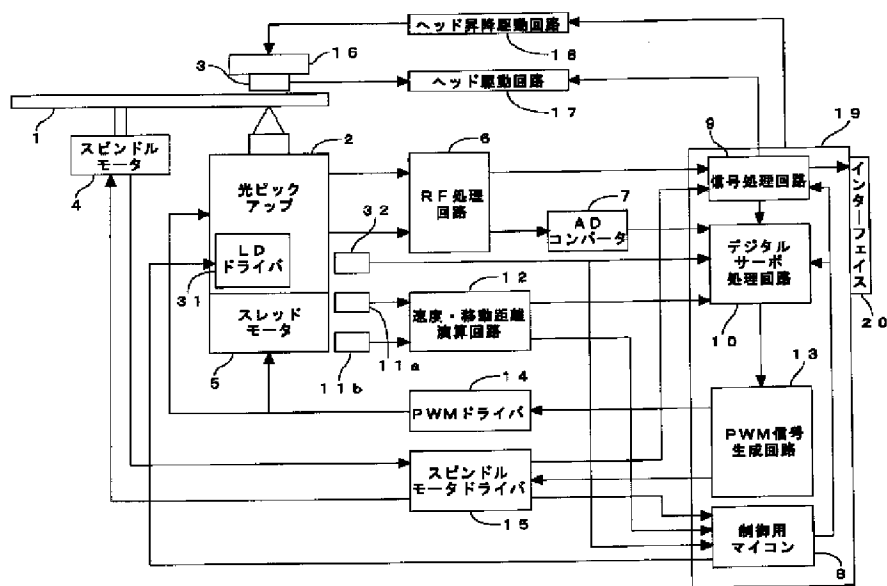 ヘッド昇降駆動回路
１８
１６
３
ヘッド駆動回路
１７
１
スピンドル
モータ
４
２
光ピック
アップ
６
ＲＦ処理
回路
７
ＡＤ
コンバータ
９
信号処理回路
１９
インターフェイス
２０
デジタル
サーボ
処理回路
１０
３２
ＬＤ
ドライバ
３１
スレッド
モータ
５
１１ａ
１１ｂ
１２
速度・移動距離
演算回路
１４
ＰＷＭドライバ
１３
ＰＷＭ信号
生成回路
スピンドル
モータドライバ
１５
制御用
マイコン
８